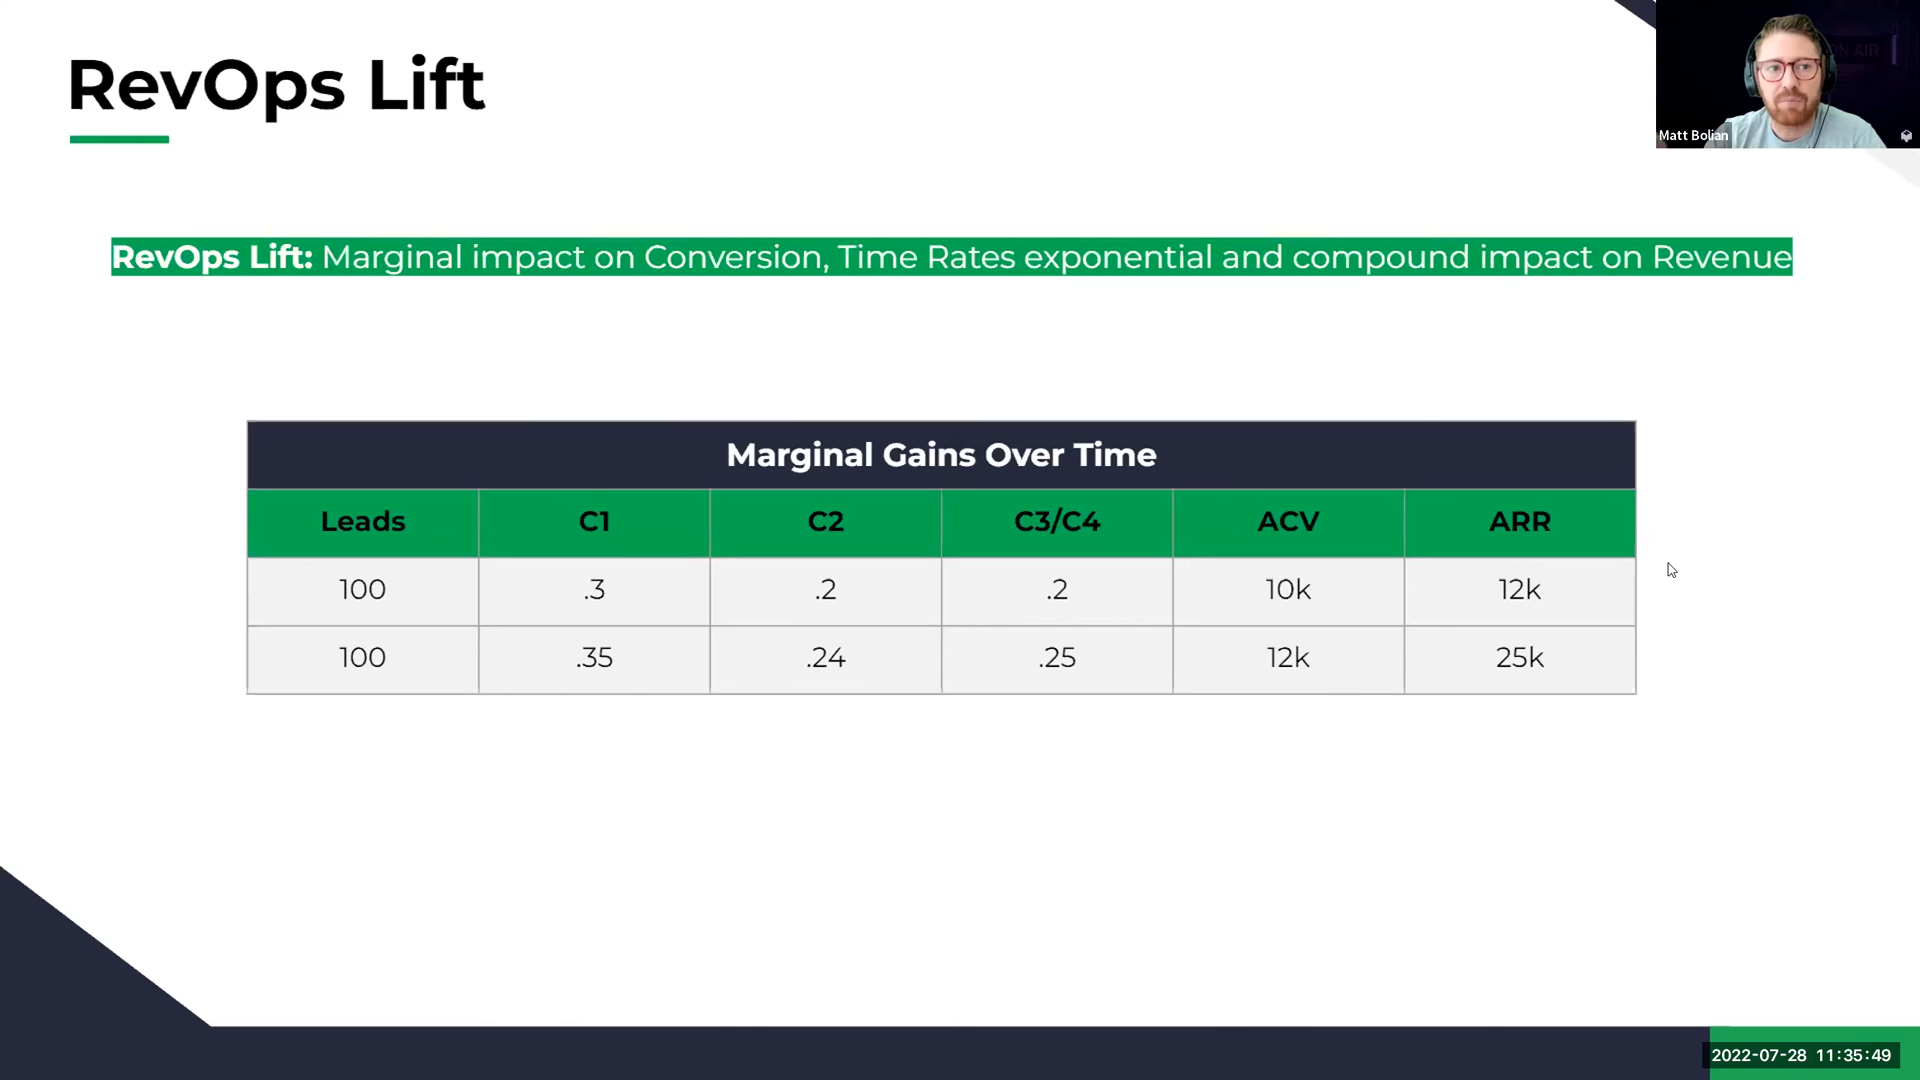 RevOps Lift
ON AIR
Matt Bolian
RevOps Lift: Marginal impact on Conversion, Time Rates exponential and compound impact on Revenue
Marginal Gains Over Time
Leads C1 C2 C3/C4 ACV ARR
100 .3 .2 .2 10k 12k
100 .35 .24 .25 12k 25k
2022-07-28 11:35:49